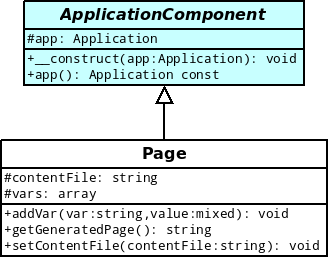 ApplicationComponent
#app: Application
+__construct(app:Application): void
+app(): Application const
Page
#contentFile: string
#vars: array
+addVar(var:string,value:mixed): void
+getGeneratedPage(): string
+setContentFile(contentFile:string): void